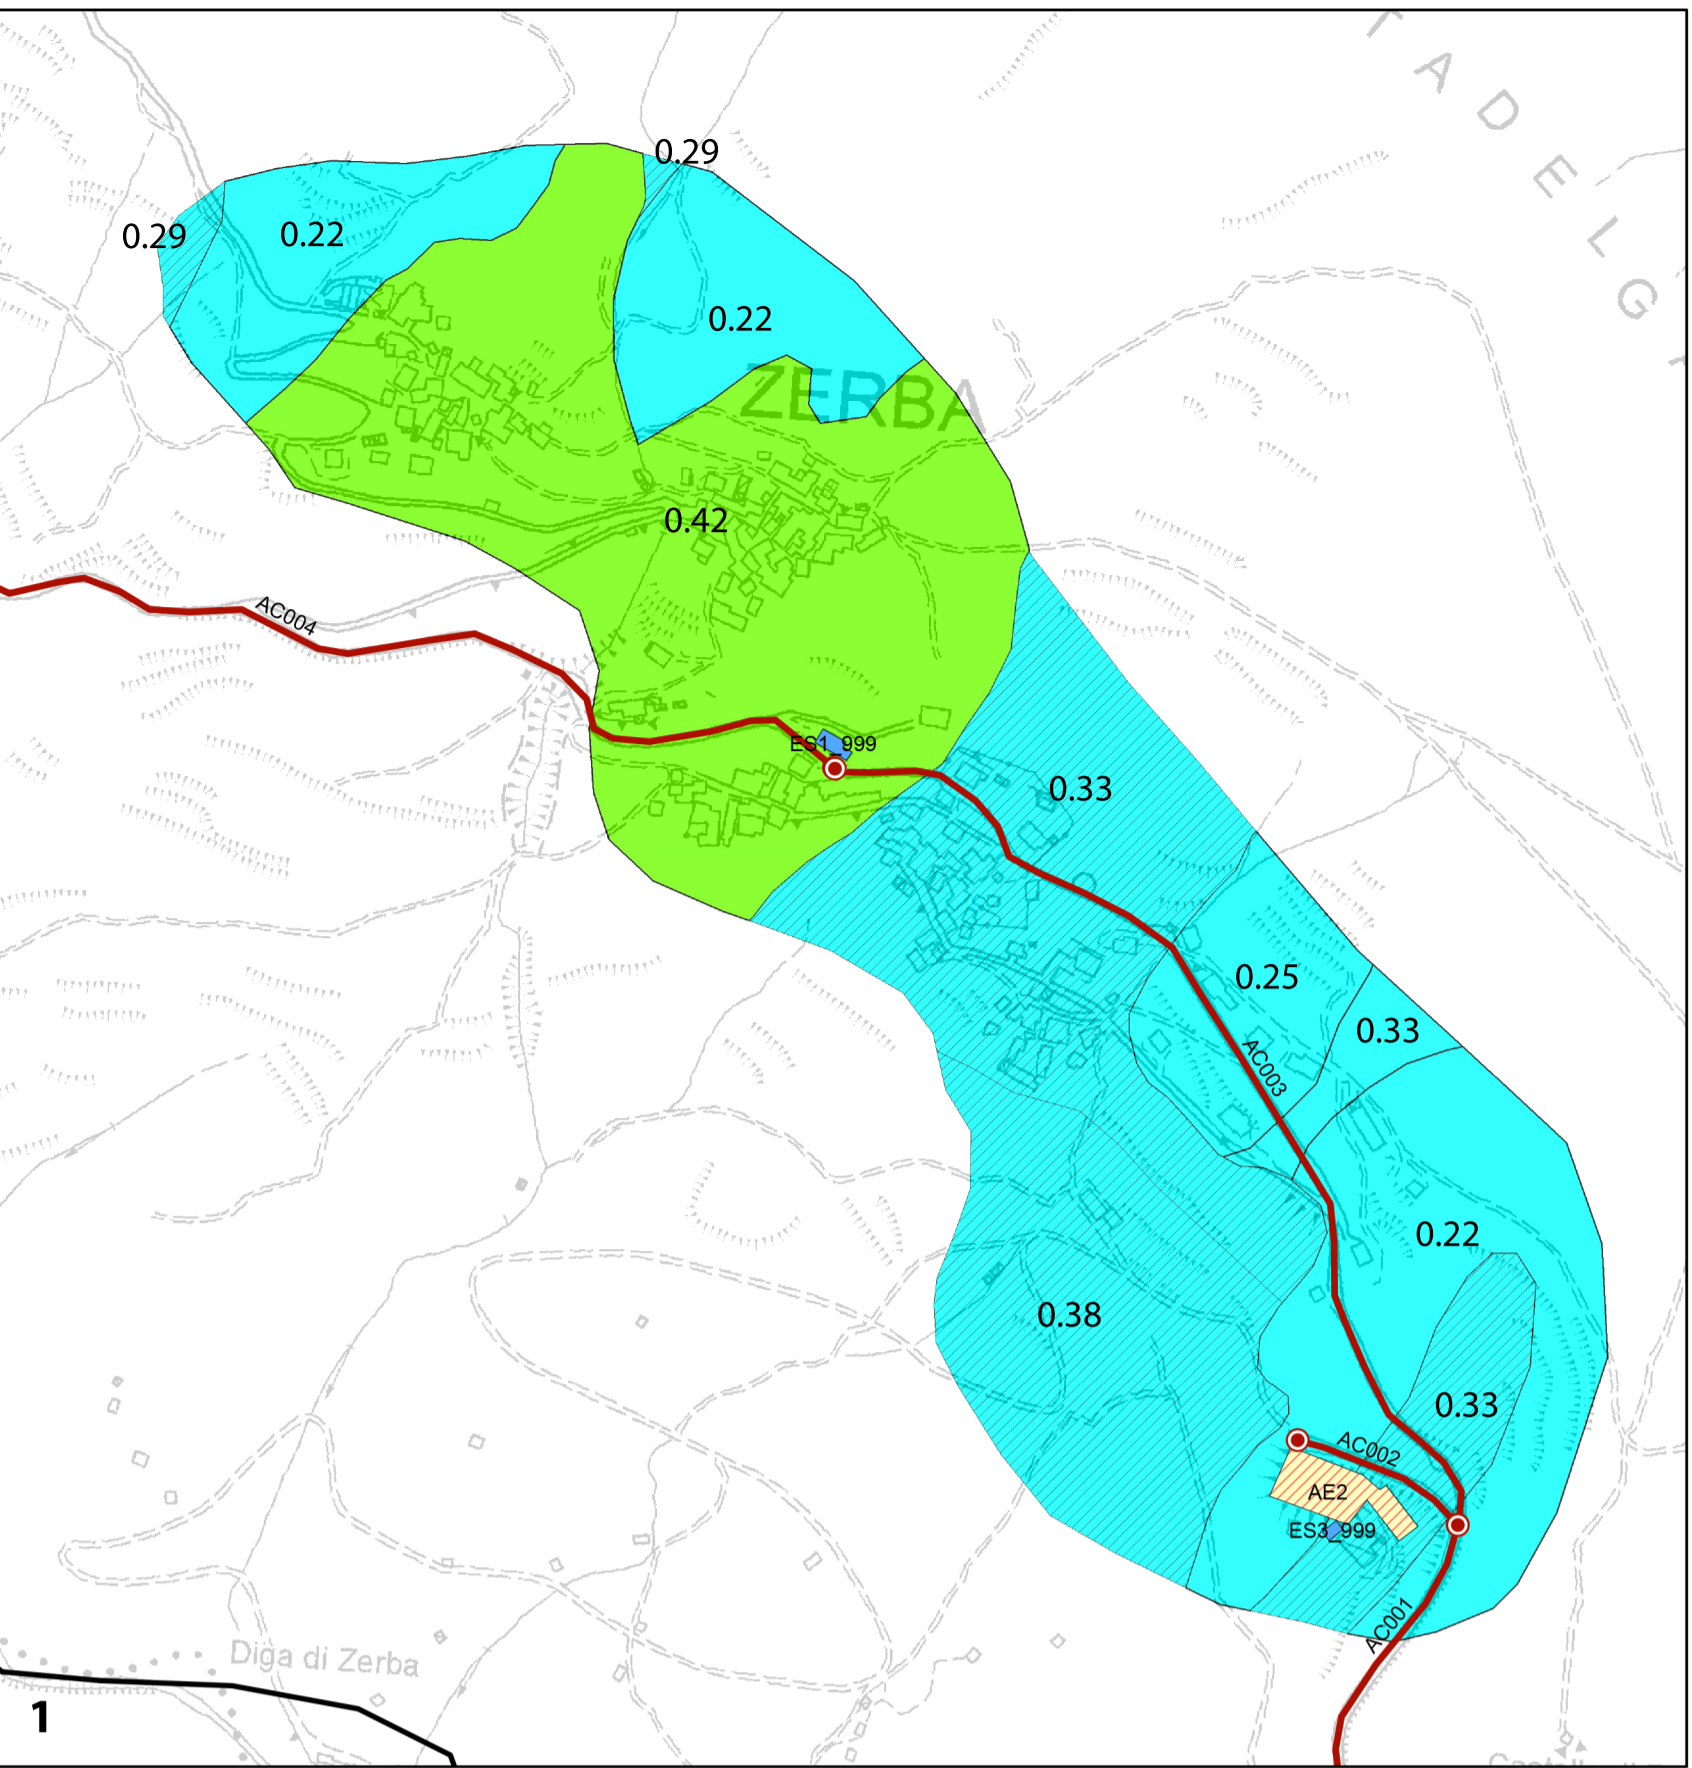 T A D E L G
0.29
0.29
0.22
0.22
ZERBA
0.42
AC004
ES1_999
0.33
0.25
0.33
AC003
0.22
0.38
0.33
AC002
AE2
ES3_999
AC001
Diga di Zerba
1